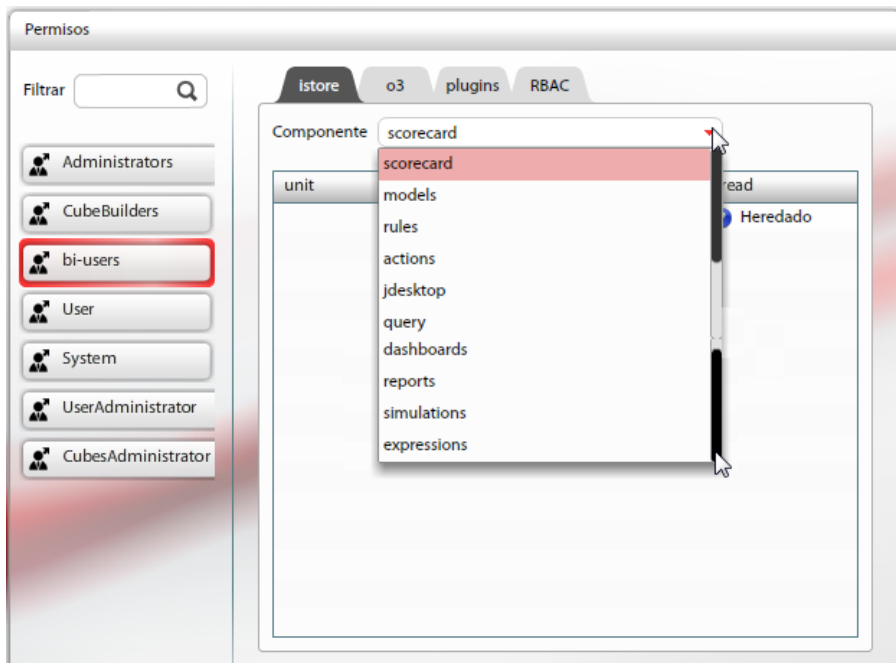 Permisos
Filtrar
Administrators
CubeBuilders
bi-users
User
System
UserAdministrator
CubesAdministrator
istore o3 plugins RBAC
Componente scorecard
scorecard
models
rules
actions
jdesktop
query
dashboards
reports
simulations
expressions
unit
Heredado